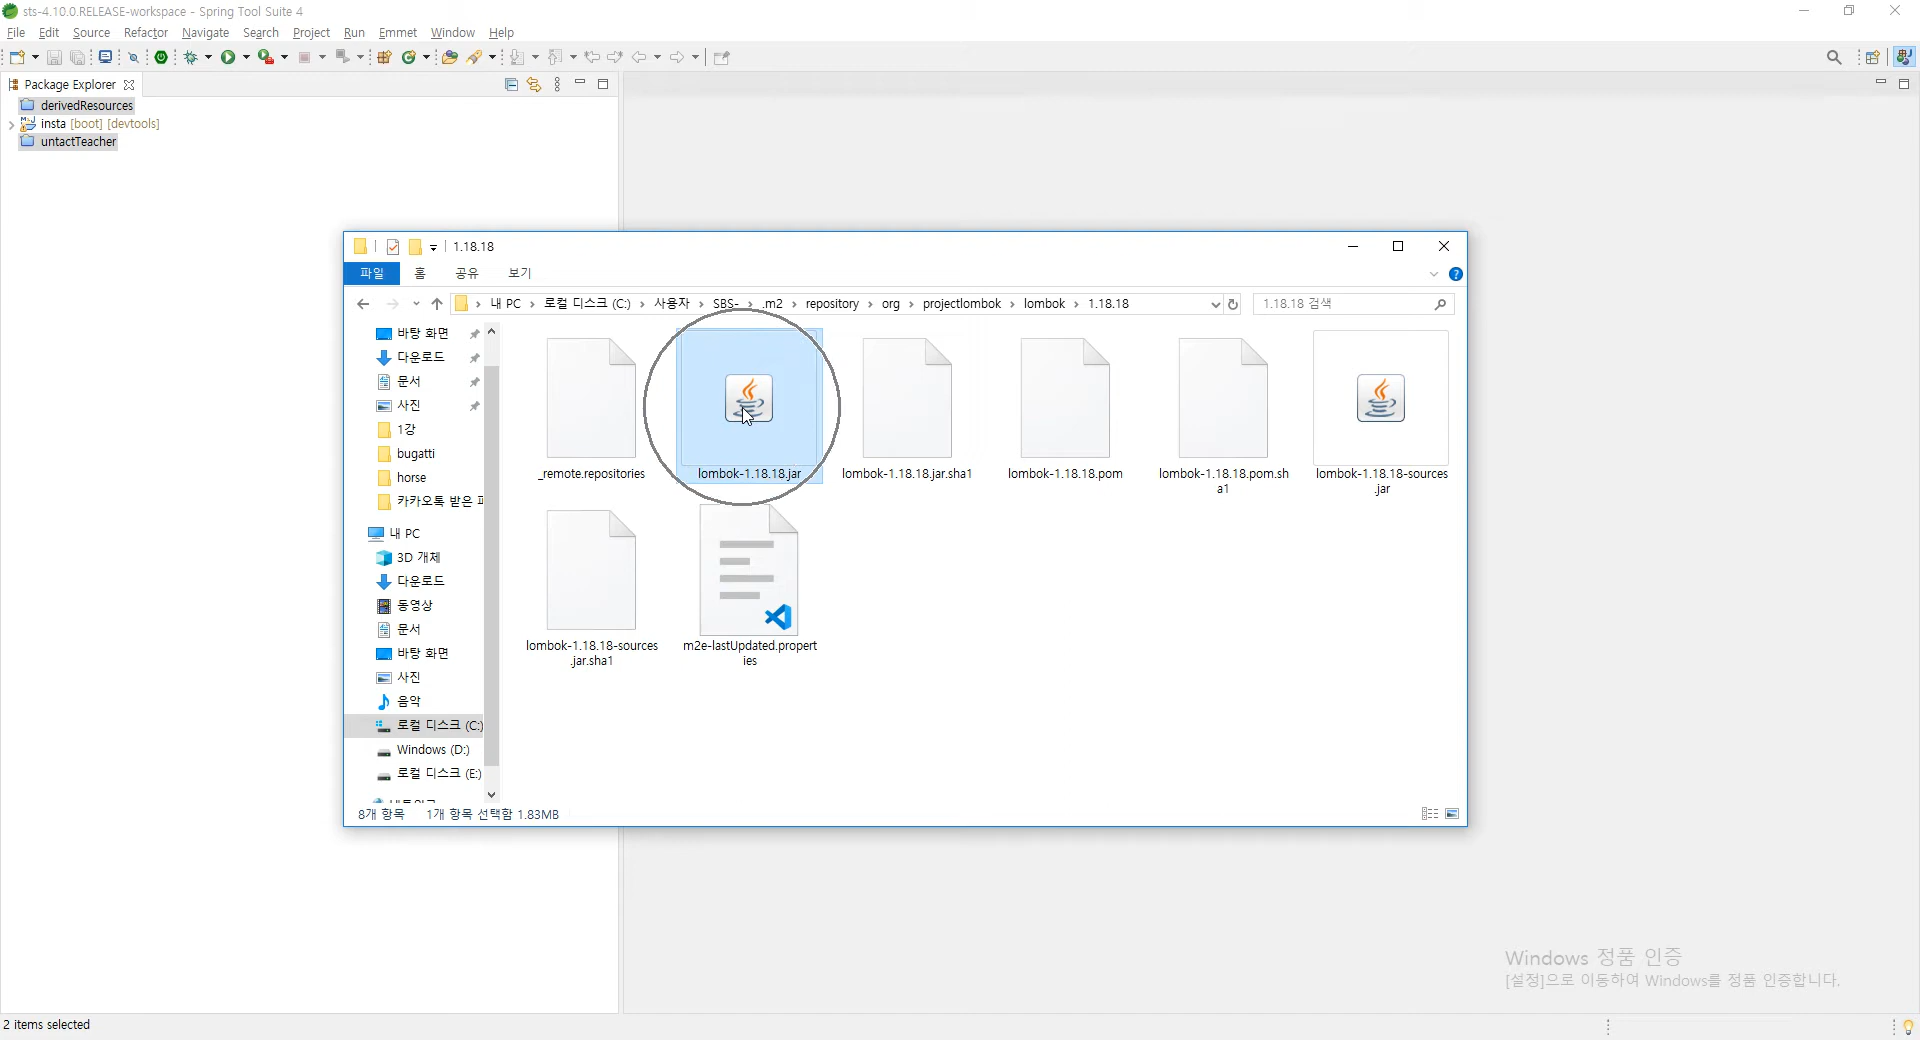 sts-4.10.0.RELEASE-workspace - Spring Tool Suite 4
File Edit Source Refactor Navigate Search Project Run Emmet Window Help
Package Explorer
derivedResources
insta [boot] [devtools]
untactTeacher
1.18.18
파일 홈 공유 보기
내 PC 로컬 디스크 (C:) 사용자 SBS- .m2 repository org projectlombok lombok 1.18.18
1.18.18 검색
바탕 화면
다운로드
문서
사진
1강
bugatti
horse
카카오톡 받은 파
내 PC
3D 개체
다운로드
동영상
문서
바탕 화면
사진
음악
로컬 디스크 (C:)
Windows (D:)
로컬 디스크 (E:)
_remote.repositories
lombok-1.18.18.jar
lombok-1.18.18.jar.sha1
lombok-1.18.18.pom
lombok-1.18.18.pom.sh
a1
lombok-1.18.18-sources
.jar
lombok-1.18.18-sources
.jar.sha1
m2e-lastUpdated.propert
ies
8개 항목 1개 항목 선택함 1.83MB
Windows 정품 인증
[설정]으로 이동하여 Windows를 정품 인증합니다.
2 items selected